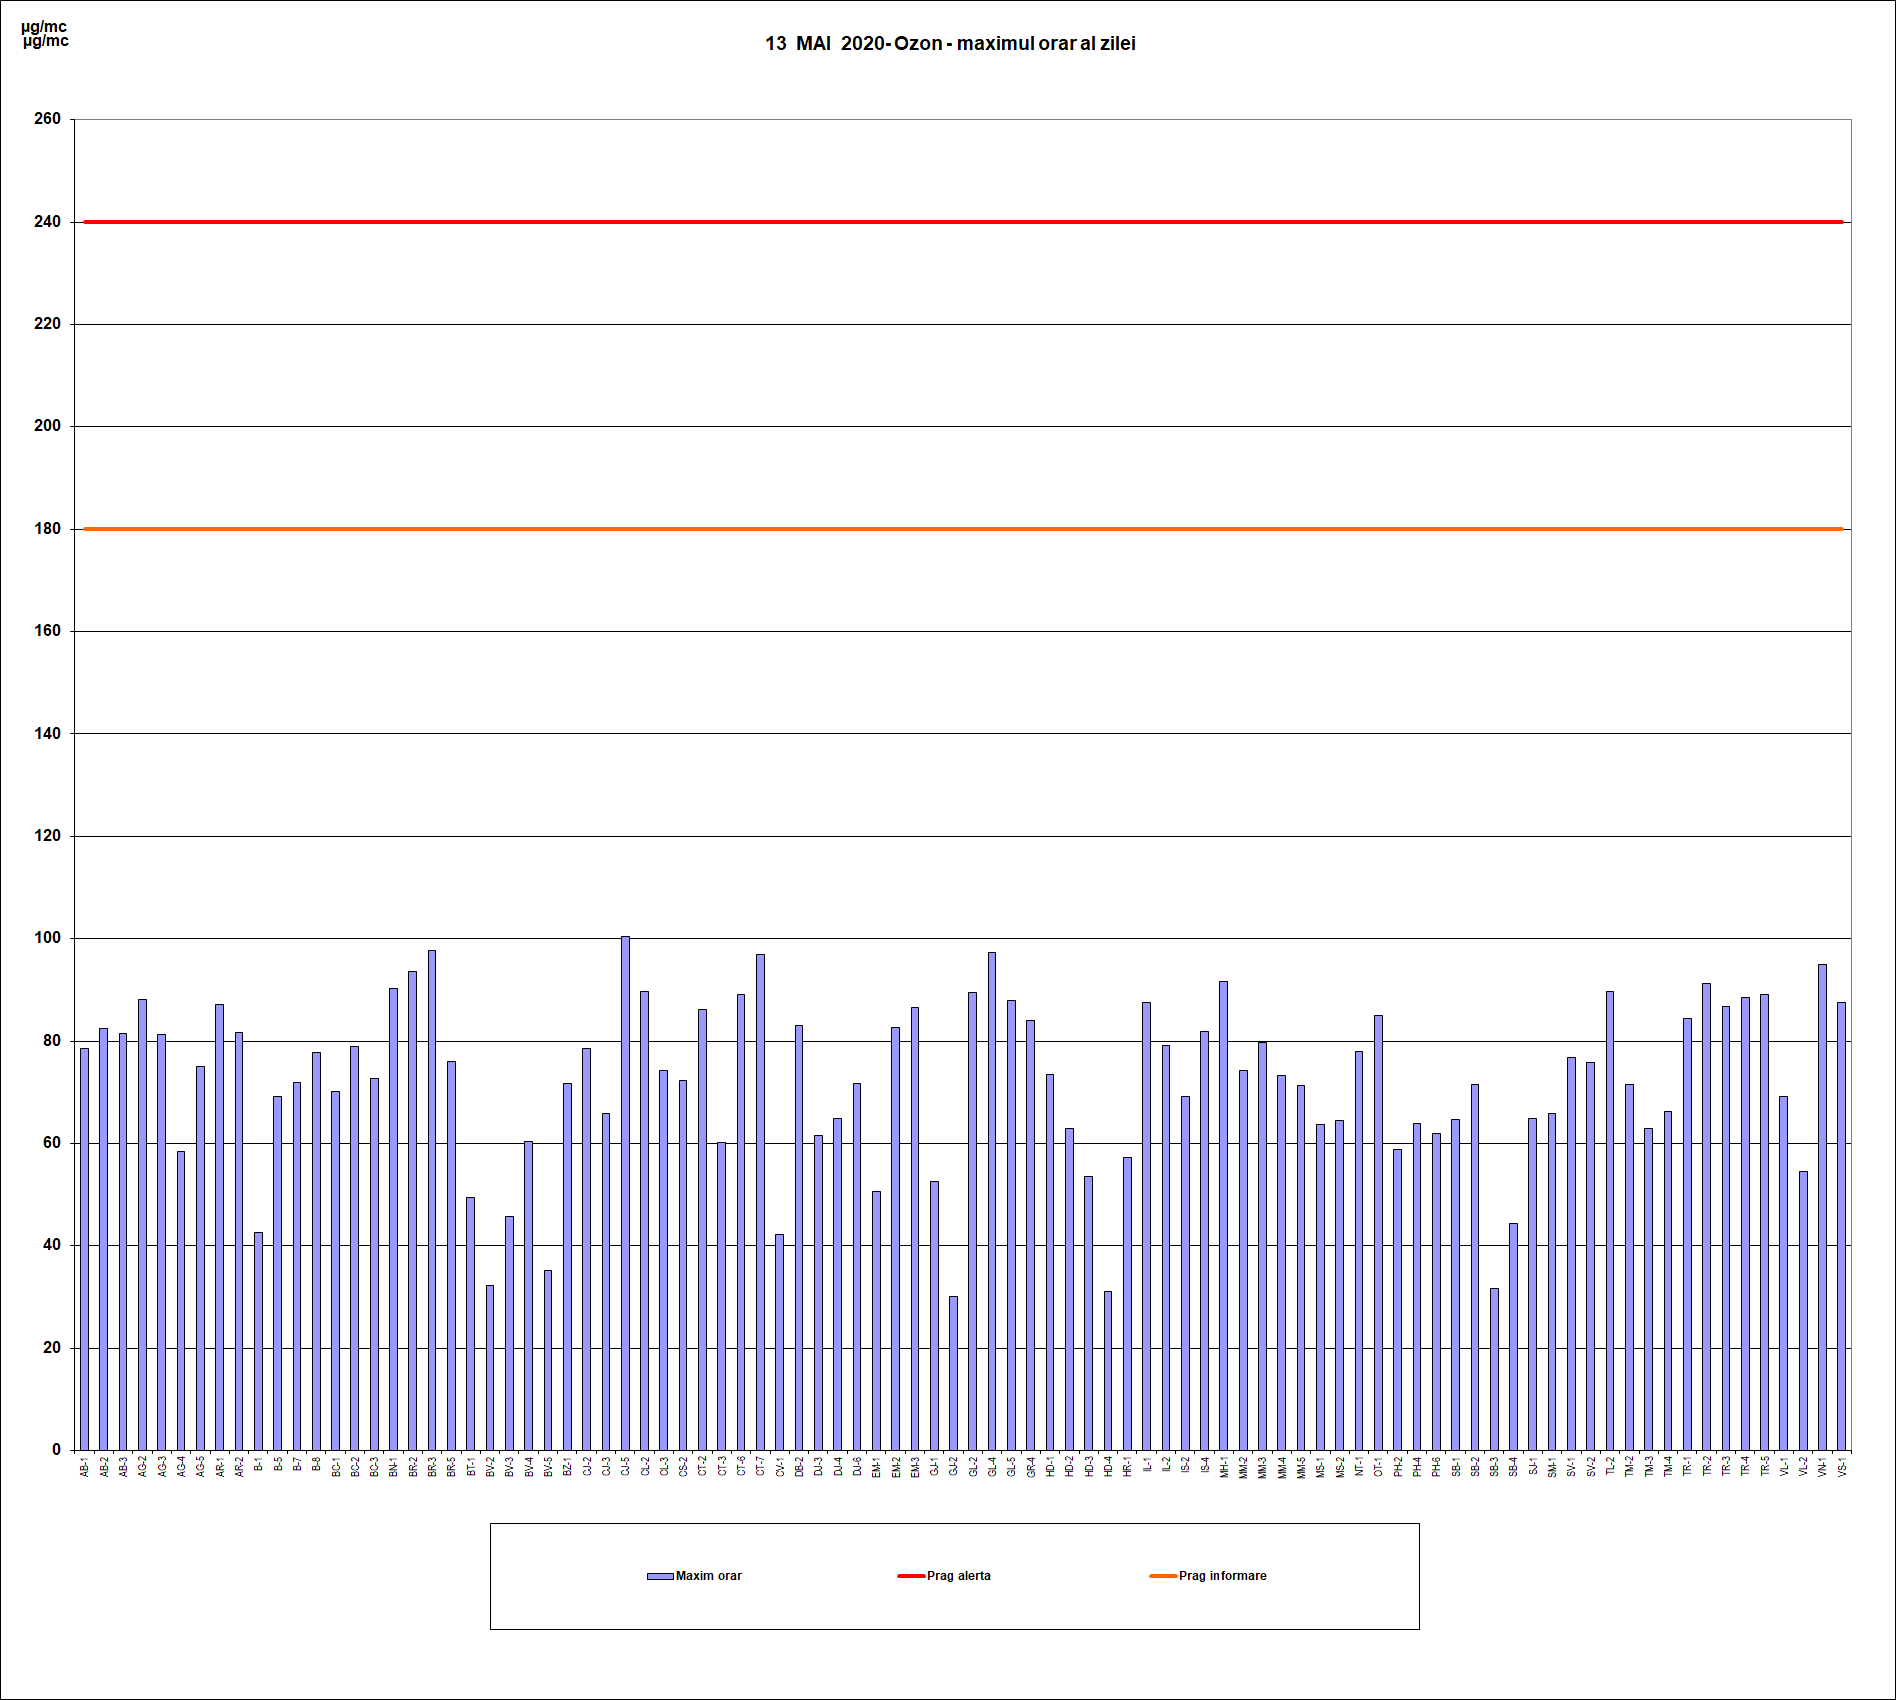 µg/mc
µg/mc
13 MAI 2020- Ozon - maximul orar al zilei
260
240
220
200
180
160
140
120
100
80
60
40
20
0
AB-1 AB-2 AB-3 AG-2 AG-3 AG-4 AG-5 AR-1 AR-2 B-1 B-5 B-7 B-8 BC-1 BC-2 BC-3 BN-1 BR-2 BR-3 BR-5 BT-1 BV-2 BV-3 BV-4 BV-5 BZ-1 CJ-2 CJ-3 CJ-5 CL-2 CL-3 CS-2 CT-2 CT-3 CT-6 CT-7 CV-1 DB-2 DJ-3 DJ-4 DJ-6 EM-1 EM-2 EM-3 GJ-1 GJ-2 GL-2 GL-4 GL-5 GR-4 HD-1 HD-2 HD-3 HD-4 HR-1 IL-1 IL-2 IS-2 IS-4 MH-1 MM-2 MM-3 MM-4 MM-5 MS-1 MS-2 NT-1 OT-1 PH-2 PH-4 PH-6 SB-1 SB-2 SB-3 SB-4 SJ-1 SM-1 SV-1 SV-2 TL-2 TM-2 TM-3 TM-4 TR-1 TR-2 TR-3 TR-4 TR-5 VL-1 VL-2 VN-1 VS-1
Maxim orar Prag alerta Prag informare